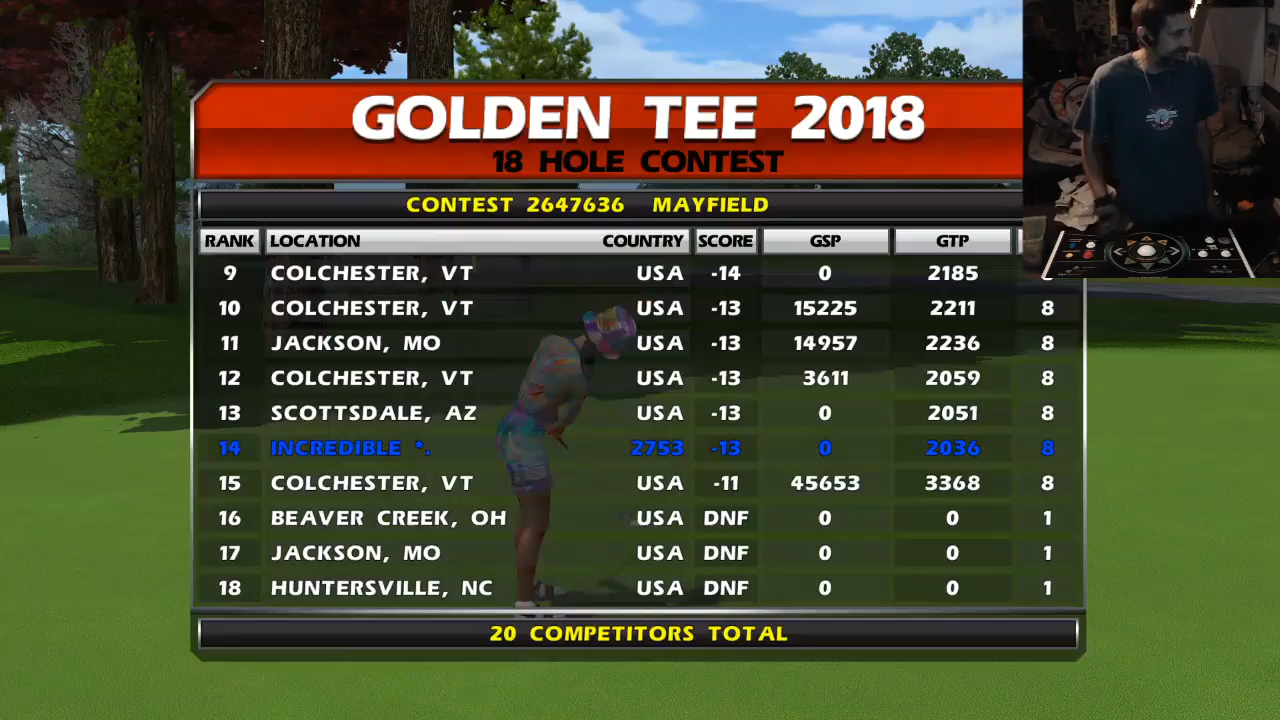 GOLDEN TEE 2018
18 HOLE CONTEST
CONTEST 2647636 MAYFIELD
RANK LOCATION COUNTRY SCORE GSP GTP
9 COLCHESTER, VT USA -14 0 2185
10 COLCHESTER, VT USA -13 15225 2211 8
11 JACKSON, MO USA -13 14957 2236 8
12 COLCHESTER, VT USA -13 3611 2059 8
13 SCOTTSDALE, AZ USA -13 0 2051 8
14 INCREDIBLE *. 2753 -13 0 2036 8
15 COLCHESTER, VT USA -11 45653 3368 8
16 BEAVER CREEK, OH USA DNF 0 0 1
17 JACKSON, MO USA DNF 0 0 1
18 HUNTERSVILLE, NC USA DNF 0 0 1
20 COMPETITORS TOTAL